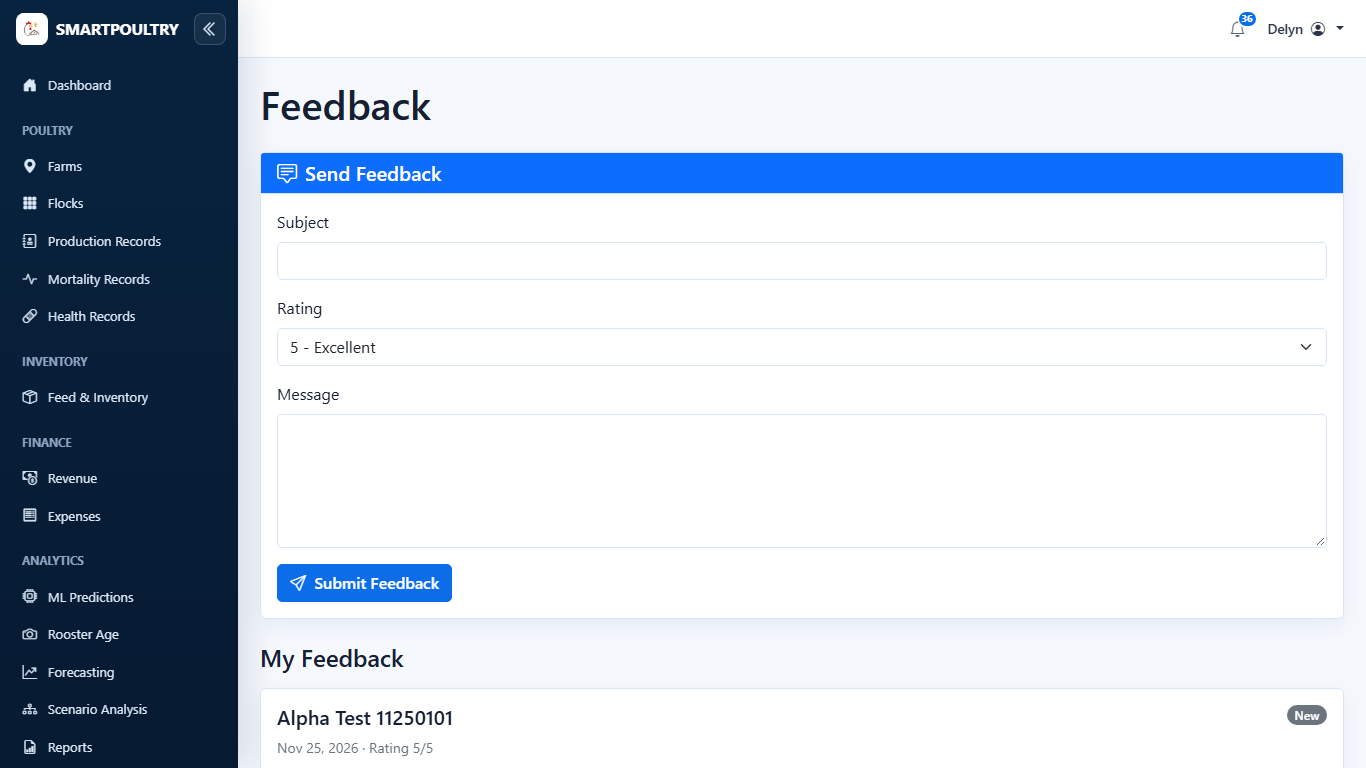 SMARTPOULTRY
36
Delyn
Dashboard
POULTRY
Farms
Flocks
Production Records
Mortality Records
Health Records
INVENTORY
Feed & Inventory
FINANCE
Revenue
Expenses
ANALYTICS
ML Predictions
Rooster Age
Forecasting
Scenario Analysis
Reports
Feedback
Send Feedback
Subject
Rating
5 - Excellent
Message
Submit Feedback
My Feedback
Alpha Test 11250101
New
Nov 25, 2026 · Rating 5/5